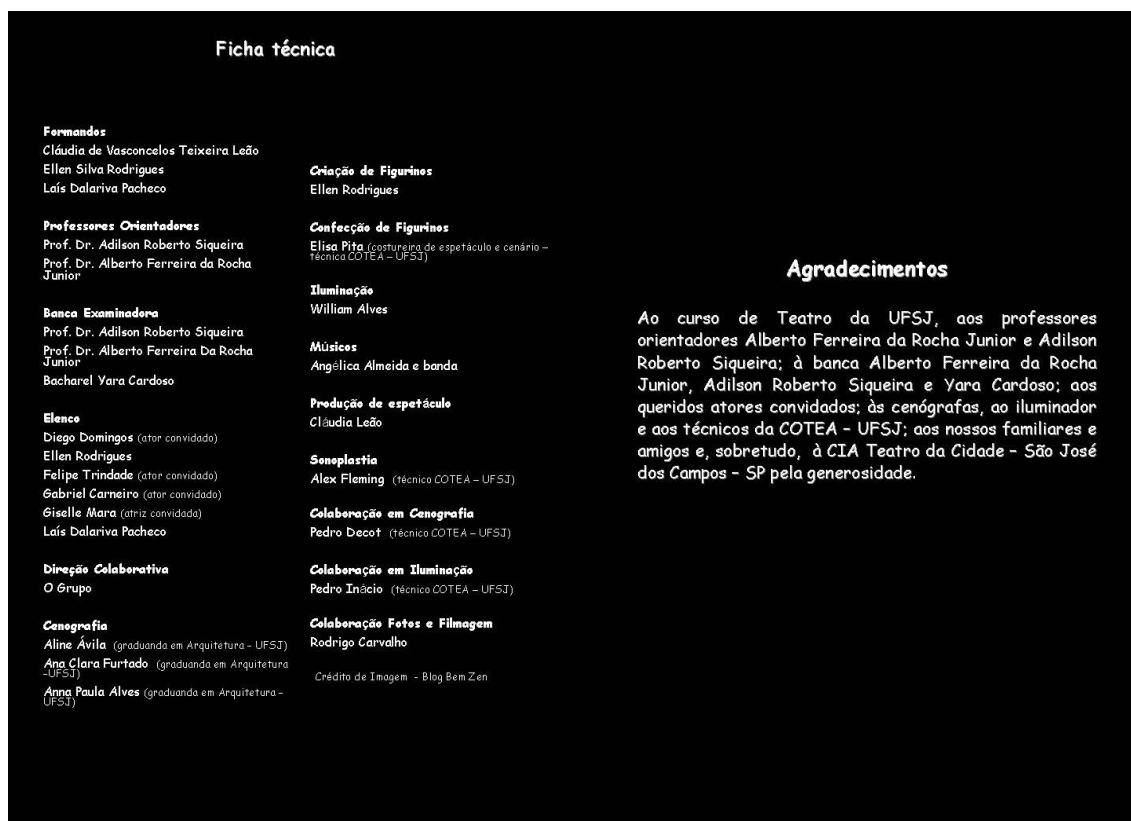 Ficha técnica
Formandos
Cláudia de Vasconcelos Teixeira Leão
Ellen Silva Rodrigues
Laís Dalariva Pacheco
Professores Orientadores
Prof. Dr. Adilson Roberto Siqueira
Prof. Dr. Alberto Ferreira da Rocha
Junior
Banca Examinadora
Prof. Dr. Adilson Roberto Siqueira
Prof. Dr. Alberto Ferreira Da Rocha
Junior
Bacharel Yara Cardoso
Elenco
Diego Domingos (ator convidado)
Ellen Rodrigues
Felipe Trindade (ator convidado)
Gabriel Carneiro (ator convidado)
Giselle Mara (atriz convidada)
Laís Dalariva Pacheco
Direção Colaborativa
O Grupo
Cenografia
Aline Ávila (graduanda em Arquitetura – UFSJ)
Ana Clara Furtado (graduanda em Arquitetura
–UFSJ)
Anna Paula Alves (graduanda em Arquitetura –
UFSJ)
Criação de Figurinos
Ellen Rodrigues
Confecção de Figurinos
Elisa Pita (costureira de espetáculo e cenário –
técnica COTEA – UFSJ)
Iluminação
William Alves
Músicos
Angélica Almeida e banda
Produção de espetáculo
Cláudia Leão
Sonoplastia
Alex Fleming (técnico COTEA – UFSJ)
Colaboração em Cenografia
Pedro Decot (técnico COTEA – UFSJ)
Colaboração em Iluminação
Pedro Inácio (técnico COTEA – UFSJ)
Colaboração Fotos e Filmagem
Rodrigo Carvalho
Crédito de Imagem - Blog Bem Zen
Agradecimentos
Ao curso de Teatro da UFSJ, aos professores
orientadores Alberto Ferreira da Rocha Junior e Adilson
Roberto Siqueira; à banca Alberto Ferreira da Rocha
Junior, Adilson Roberto Siqueira e Yara Cardoso; aos
queridos atores convidados; às cenógrafas, ao iluminador
e aos técnicos da COTEA – UFSJ; aos nossos familiares e
amigos e, sobretudo, à CIA Teatro da Cidade – São José
dos Campos – SP pela generosidade.